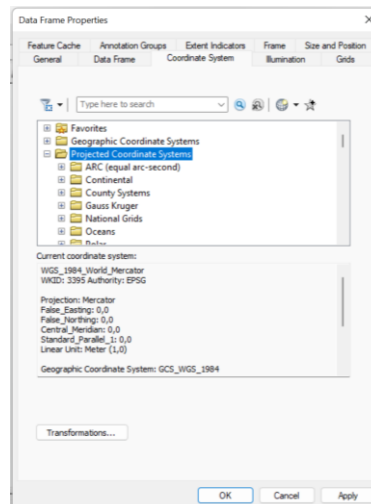 Data Frame Properties
Feature Cache Annotation Groups Extent Indicators Frame Size and Position
General Data Frame Coordinate System Illumination Grids
Type here to search
Favorites
Geographic Coordinate Systems
Projected Coordinate Systems
ARC (equal arc-second)
Continental
County Systems
Gauss Kruger
National Grids
Oceans
Polar
Current coordinate system:
WGS_1984_World_Mercator
WKID: 3395 Authority: EPSG
Projection: Mercator
False_Easting: 0,0
False_Northing: 0,0
Central_Meridian: 0,0
Standard_Parallel_1: 0,0
Linear Unit: Meter (1,0)
Geographic Coordinate System: GCS_WGS_1984
Transformations...
OK Cancel Apply